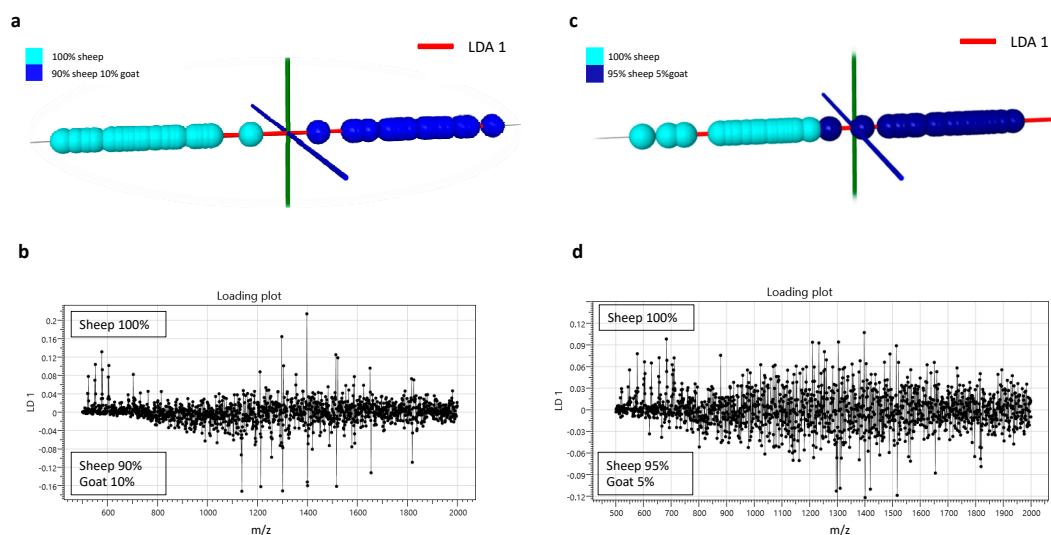 a
100% sheep
90% sheep 10% goat
LDA 1
c
100% sheep
95% sheep 5%goat
LDA 1
b
Loading plot
Sheep 100%
Sheep 90%
Goat 10%
LD 1
0.2
0.16
0.12
0.08
0.04
0
-0.04
-0.08
-0.12
-0.16
600
800
1000
1200
1400
1600
1800
2000
m/z
d
Loading plot
Sheep 100%
Sheep 95%
Goat 5%
LD 1
0.12
0.09
0.06
0.03
0
-0.03
-0.06
-0.09
-0.12
500
600
700
800
900
1000
1100
1200
1300
1400
1500
1600
1700
1800
1900
2000
m/z